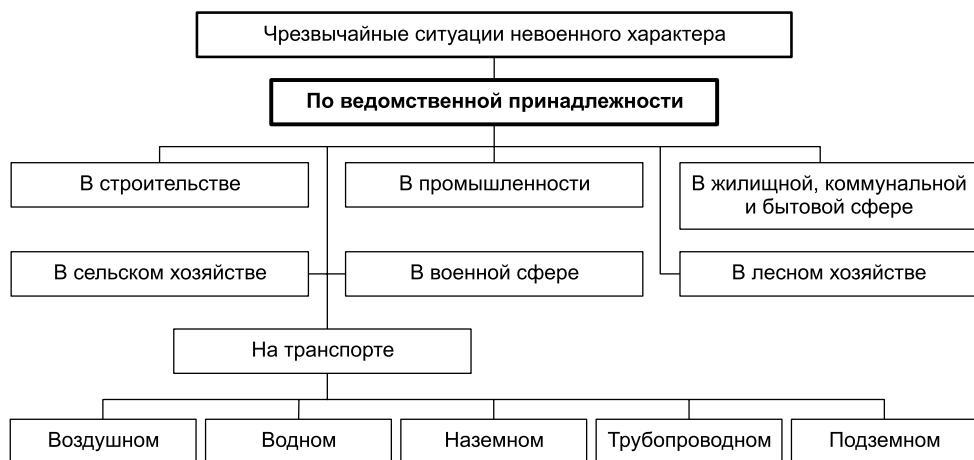 Чрезвычайные ситуации невоенного характера
По ведомственной принадлежности
В строительстве
В промышленности
В жилищной, коммунальной
и бытовой сфере
В сельском хозяйстве
В военной сфере
В лесном хозяйстве
На транспорте
Воздушном
Водном
Наземном
Трубопроводном
Подземном